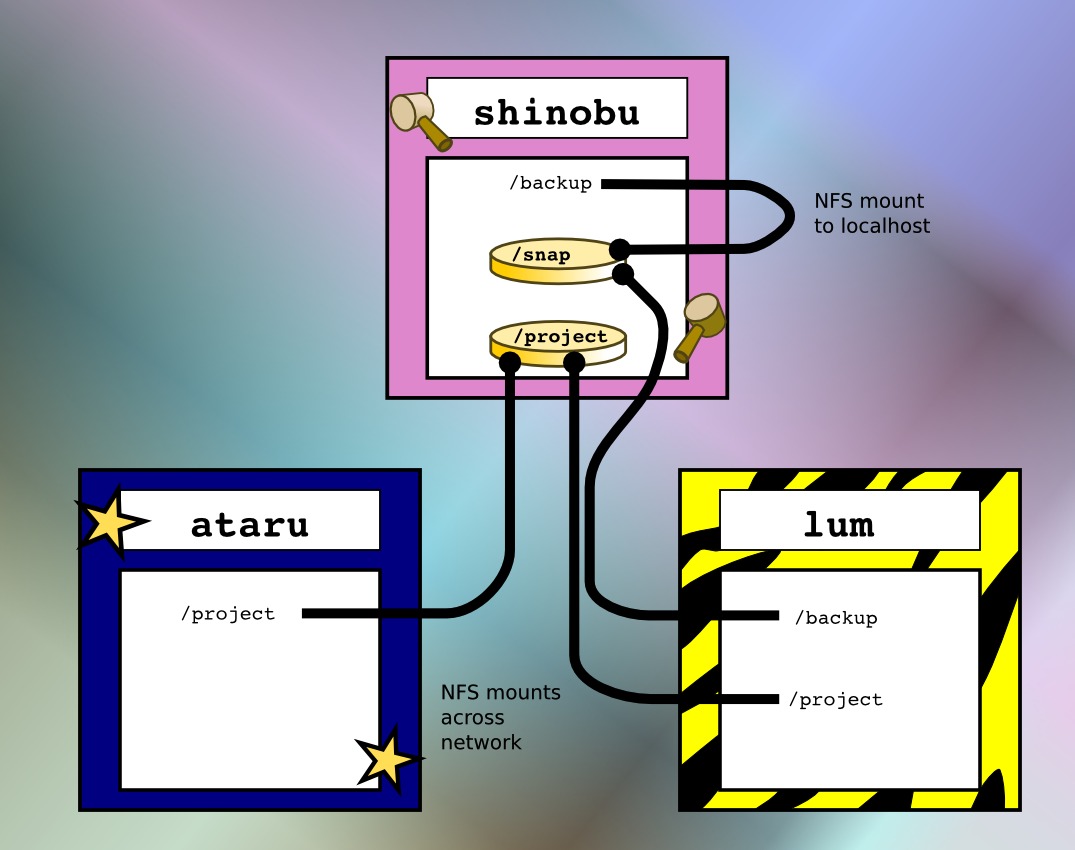 shinobu
/backup
NFS mount
to localhost
/snap
/project
ataru
/project
NFS mounts
across
network
lum
/backup
/project